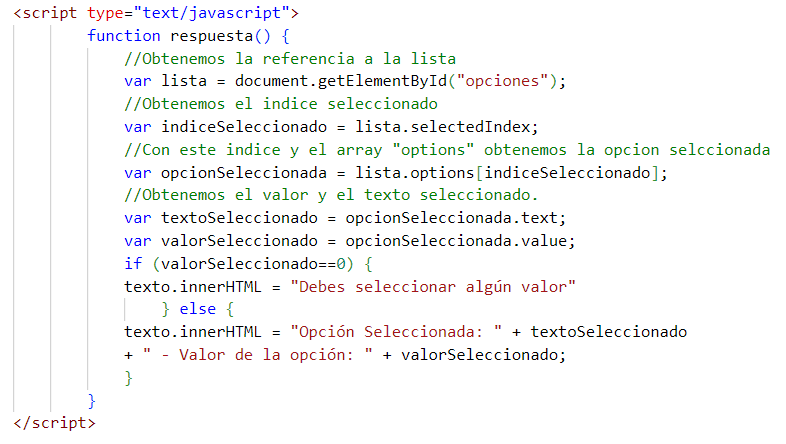 <script type="text/javascript">
function respuesta() {
//Obtenemos la referencia a la lista
var lista = document.getElementById("opciones");
//Obtenemos el indice seleccionado
var indiceSeleccionado = lista.selectedIndex;
//Con este indice y el array "options" obtenemos la opcion selccionada
var opcionSeleccionada = lista.options[indiceSeleccionado];
//Obtenemos el valor y el texto seleccionado.
var textoSeleccionado = opcionSeleccionada.text;
var valorSeleccionado = opcionSeleccionada.value;
if (valorSeleccionado==0) {
texto.innerHTML = "Debes seleccionar algún valor"
} else {
texto.innerHTML = "Opción Seleccionada: " + textoSeleccionado
+ " - Valor de la opción: " + valorSeleccionado;
}
}
</script>